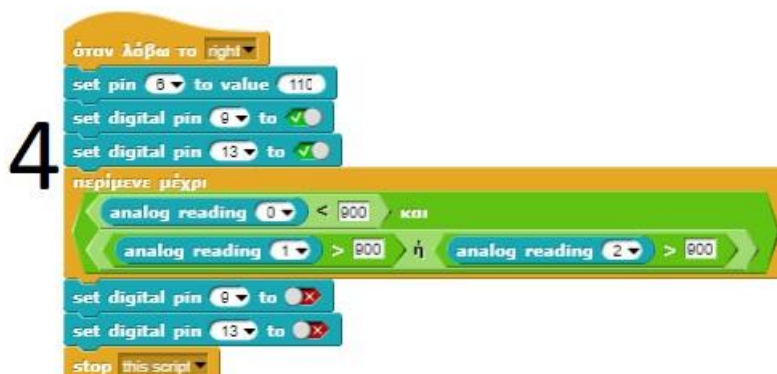 4
όταν λάβω το right
set pin 6 to value 110
set digital pin 9 to
set digital pin 13 to
περίμενε μέχρι
analog reading 0 < 900 και
analog reading 1 > 900 ή analog reading 2 > 900
set digital pin 9 to
set digital pin 13 to
stop this script